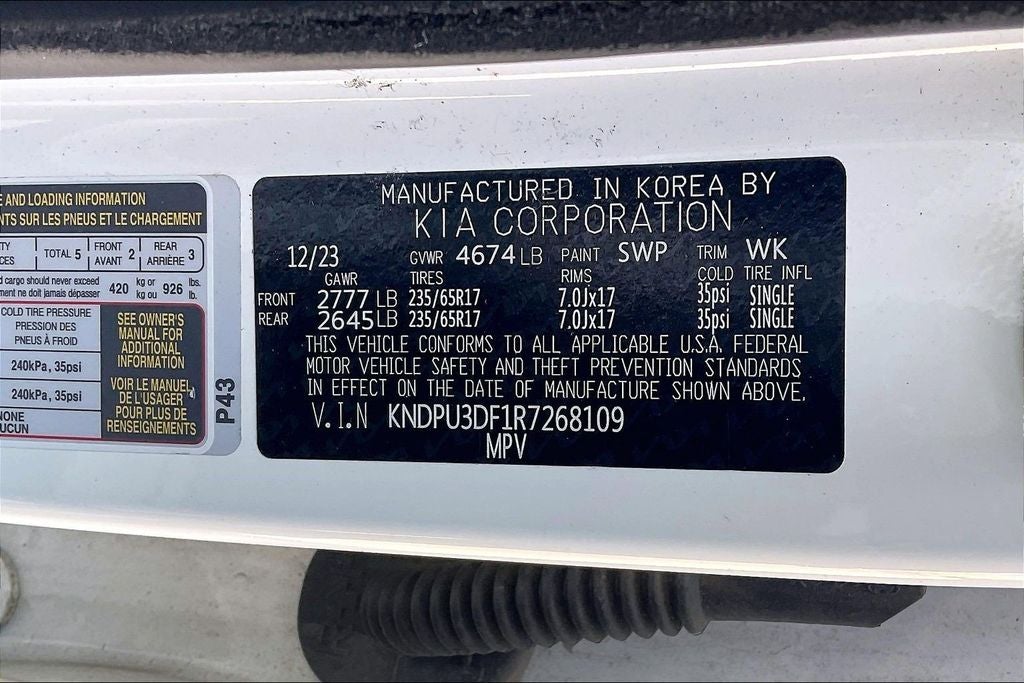 E AND LOADING INFORMATION
NTS SUR LES PNEUS ET LE CHARGEMENT
TY
CES
TOTAL 5
FRONT
AVANT 2
REAR
ARRIÈRE 3
d cargo should never exceed
ment ne doit jamais dépasser
420 kg or
kg ou 926 lbs.
lb.
COLD TIRE PRESSURE
PRESSION DES
PNEUS À FROID
240kPa, 35psi
240kPa, 35psi
NONE
UCUN
SEE OWNER'S
MANUAL FOR
ADDITIONAL
INFORMATION
VOIR LE MANUEL
DE L'USAGER
POUR PLUS DE
RENSEIGNEMENTS
P43
MANUFACTURED IN KOREA BY
KIA CORPORATION
12/23 GVWR 4674 LB PAINT SWP TRIM WK
GAWR TIRES RIMS COLD TIRE INFL
FRONT 2777 LB 235/65R17 7.0Jx17 35psi SINGLE
REAR 2645 LB 235/65R17 7.0Jx17 35psi SINGLE
THIS VEHICLE CONFORMS TO ALL APPLICABLE U.S.A. FEDERAL
MOTOR VEHICLE SAFETY AND THEFT PREVENTION STANDARDS
IN EFFECT ON THE DATE OF MANUFACTURE SHOWN ABOVE.
V.I.N KNDPU3DF1R7268109
MPV